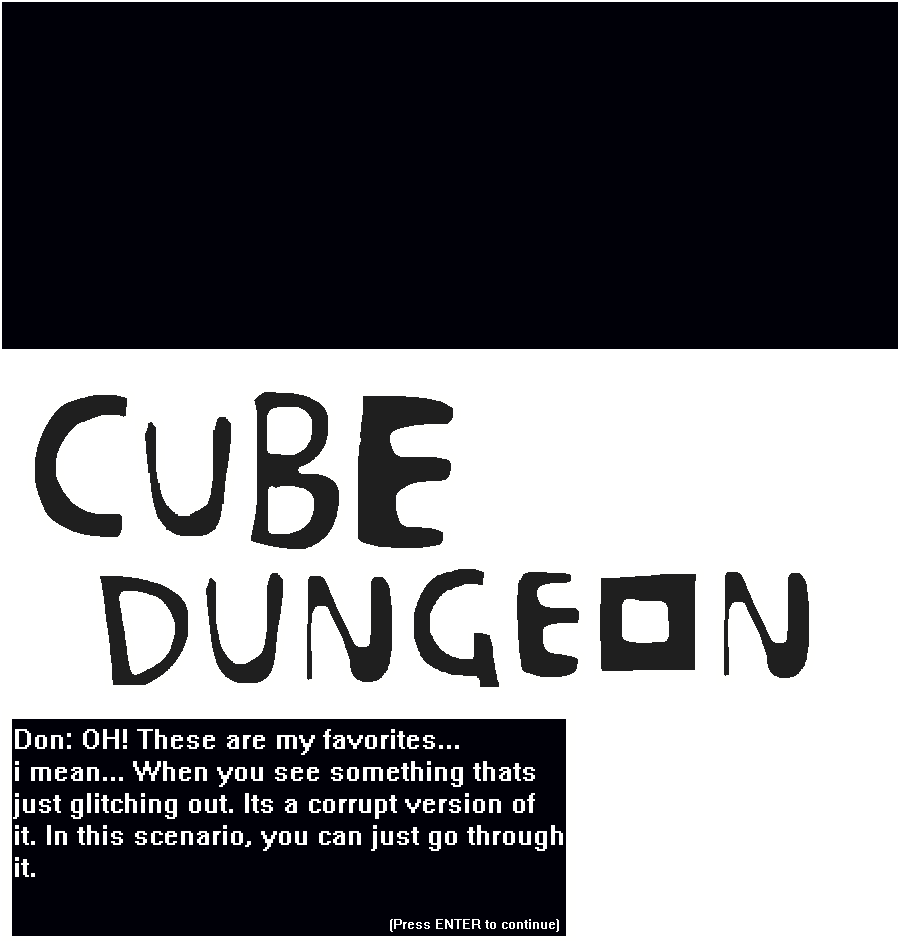 CUBE
DUNGEON
Don: OH! These are my favorites...
i mean... When you see something thats
just glitching out. Its a corrupt version of
it. In this scenario, you can just go through
it.
(Press ENTER to continue)